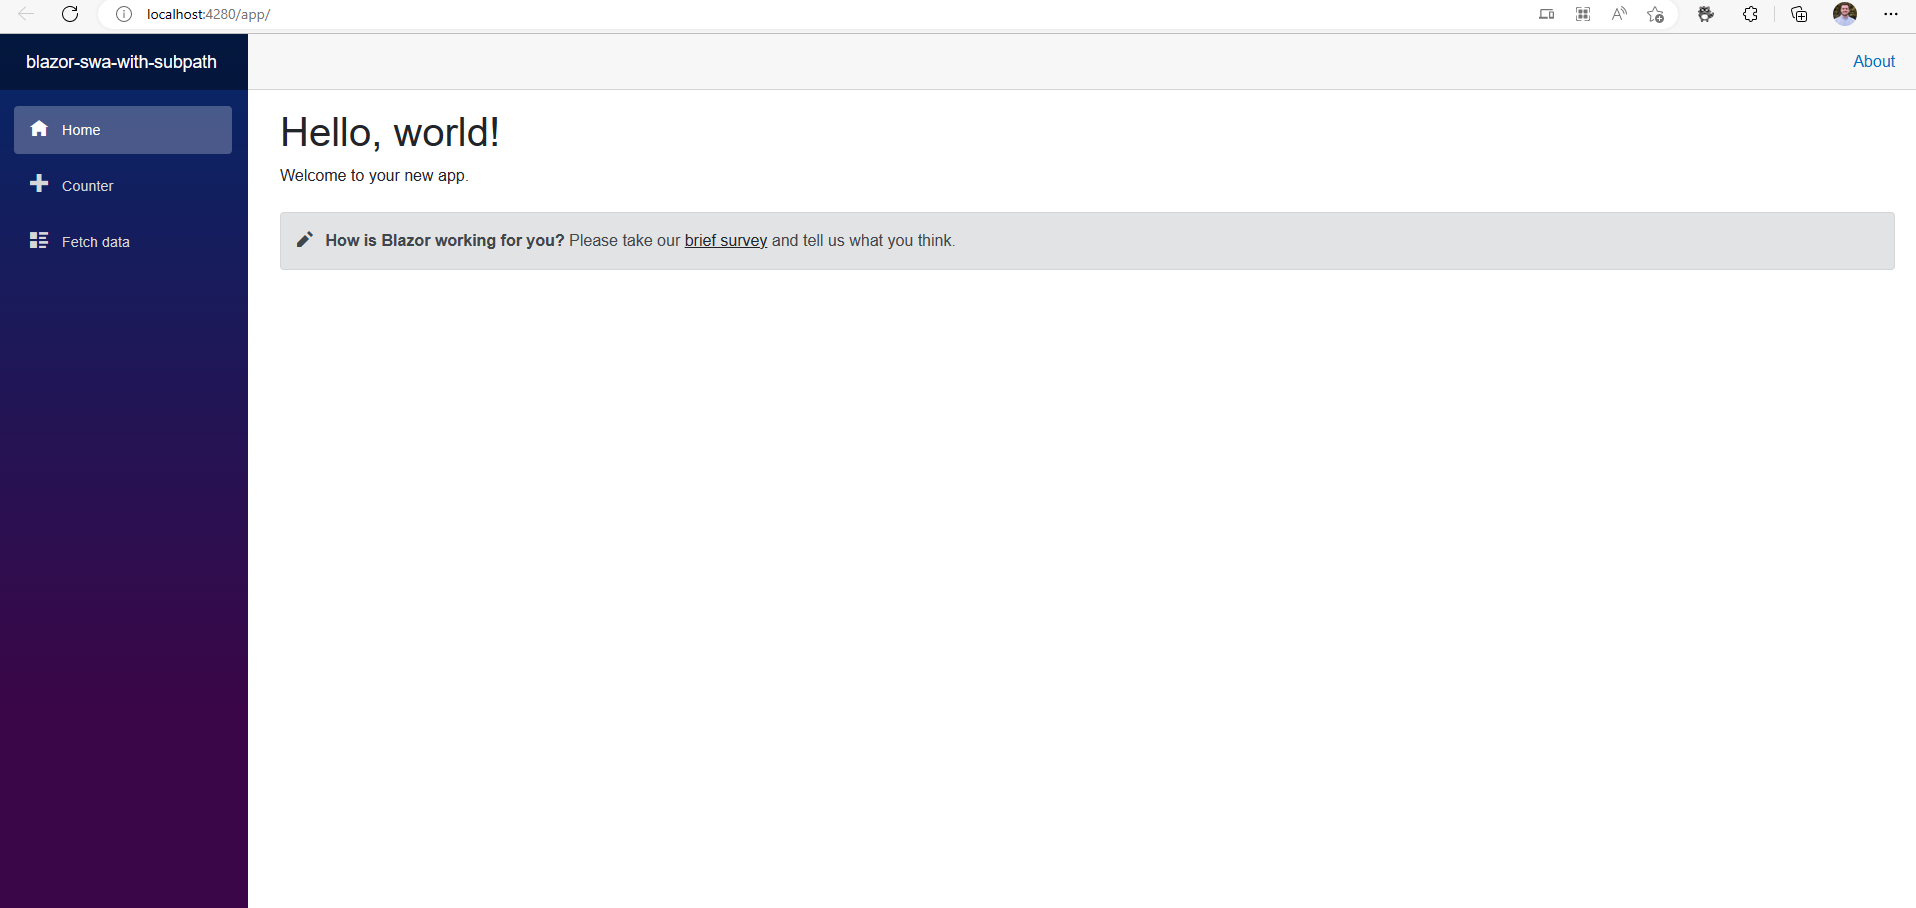 localhost:4280/app/
blazor-swa-with-subpath
About
Home
Counter
Fetch data
Hello, world!
Welcome to your new app.
How is Blazor working for you? Please take our brief survey and tell us what you think.